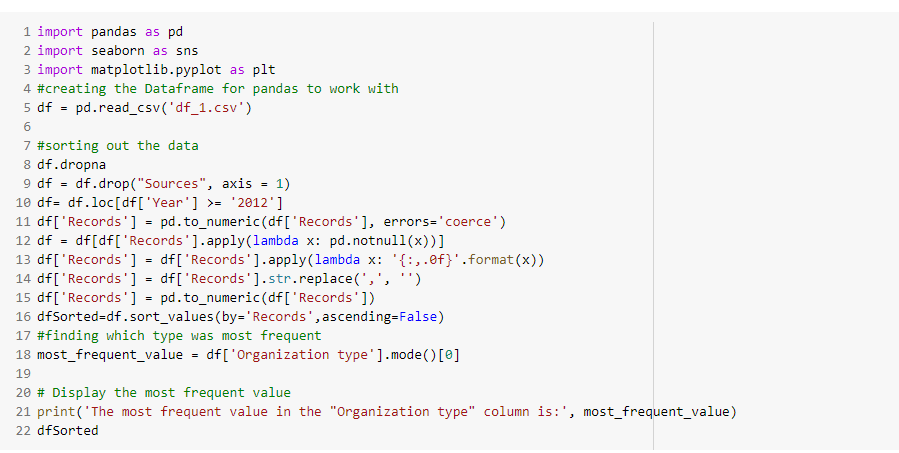 1 import pandas as pd
2 import seaborn as sns
3 import matplotlib.pyplot as plt
4 #creating the Dataframe for pandas to work with
5 df = pd.read_csv('df_1.csv')
6
7 #sorting out the data
8 df.dropna
9 df = df.drop("Sources", axis = 1)
10 df= df.loc[df['Year'] >= '2012']
11 df['Records'] = pd.to_numeric(df['Records'], errors='coerce')
12 df = df[df['Records'].apply(lambda x: pd.notnull(x))]
13 df['Records'] = df['Records'].apply(lambda x: '{:,.0f}'.format(x))
14 df['Records'] = df['Records'].str.replace(',', '')
15 df['Records'] = pd.to_numeric(df['Records'])
16 dfSorted=df.sort_values(by='Records',ascending=False)
17 #finding which type was most frequent
18 most_frequent_value = df['Organization type'].mode()[0]
19
20 # Display the most frequent value
21 print('The most frequent value in the "Organization type" column is:', most_frequent_value)
22 dfSorted